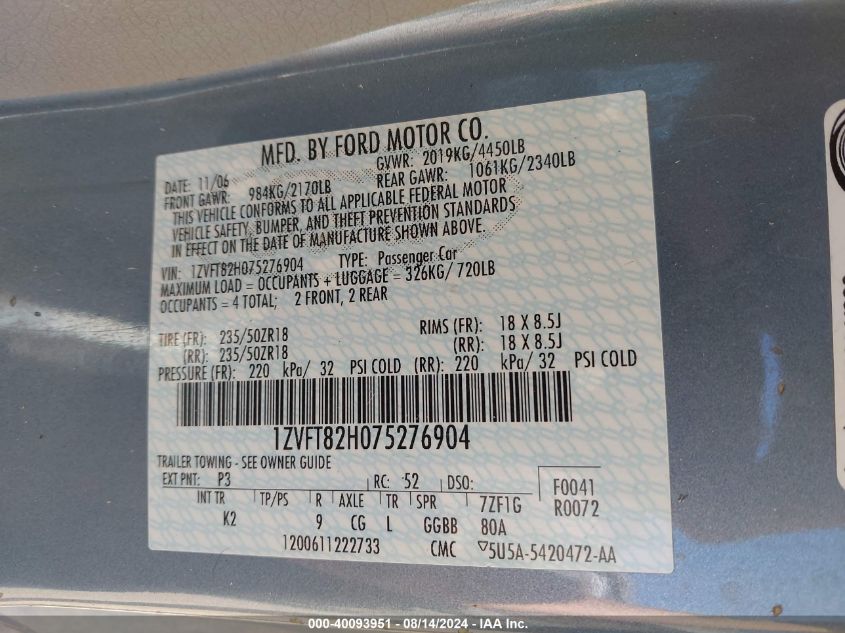 MFD. BY FORD MOTOR CO.
DATE: 11/06 GVWR: 2019KG/4450LB
FRONT GAWR: 984KG/2170LB REAR GAWR: 1061KG/2340LB
THIS VEHICLE CONFORMS TO ALL APPLICABLE FEDERAL MOTOR
VEHICLE SAFETY, BUMPER, AND THEFT PREVENTION STANDARDS
IN EFFECT ON THE DATE OF MANUFACTURE SHOWN ABOVE.
VIN: 1ZVFT82H075276904 TYPE: Passenger Car
MAXIMUM LOAD = OCCUPANTS + LUGGAGE = 326KG/ 720LB
OCCUPANTS = 4 TOTAL; 2 FRONT, 2 REAR
TIRE (FR): 235/50ZR18 RIMS (FR): 18 X 8.5J
(RR): 235/50ZR18 (RR): 18 X 8.5J
PRESSURE (FR): 220 kPa/ 32 PSI COLD (RR): 220 kPa/ 32 PSI COLD
1ZVFT82H075276904
TRAILER TOWING - SEE OWNER GUIDE
EXT PNT: P3 RC: 52 DSO: F0041
INT TR TP/PS R AXLE TR SPR 7ZF1G R0072
K2 9 CG L GGBB 80A
1200611222733 CMC ▽5U5A-5420472-AA
000-40093951 - 08/14/2024 - IAA Inc.